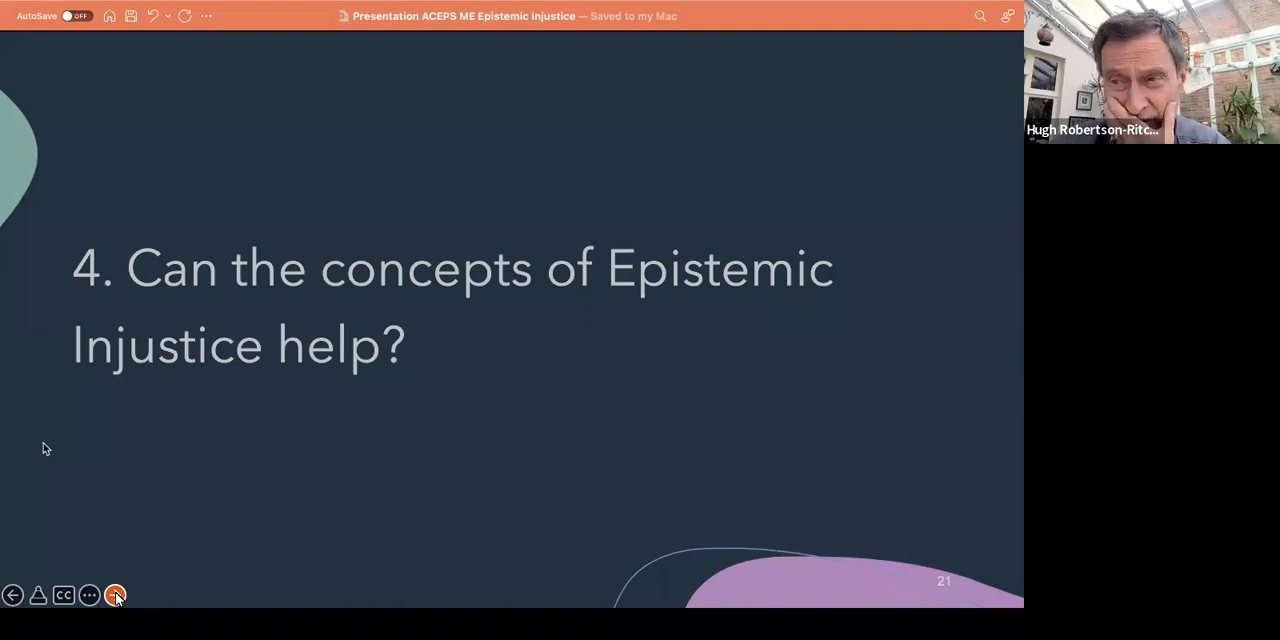 AutoSave OFF
Presentation ACEPS ME Epistemic Injustice — Saved to my Mac
Hugh Robertson-Ritc...
4. Can the concepts of Epistemic
Injustice help?
21
CC